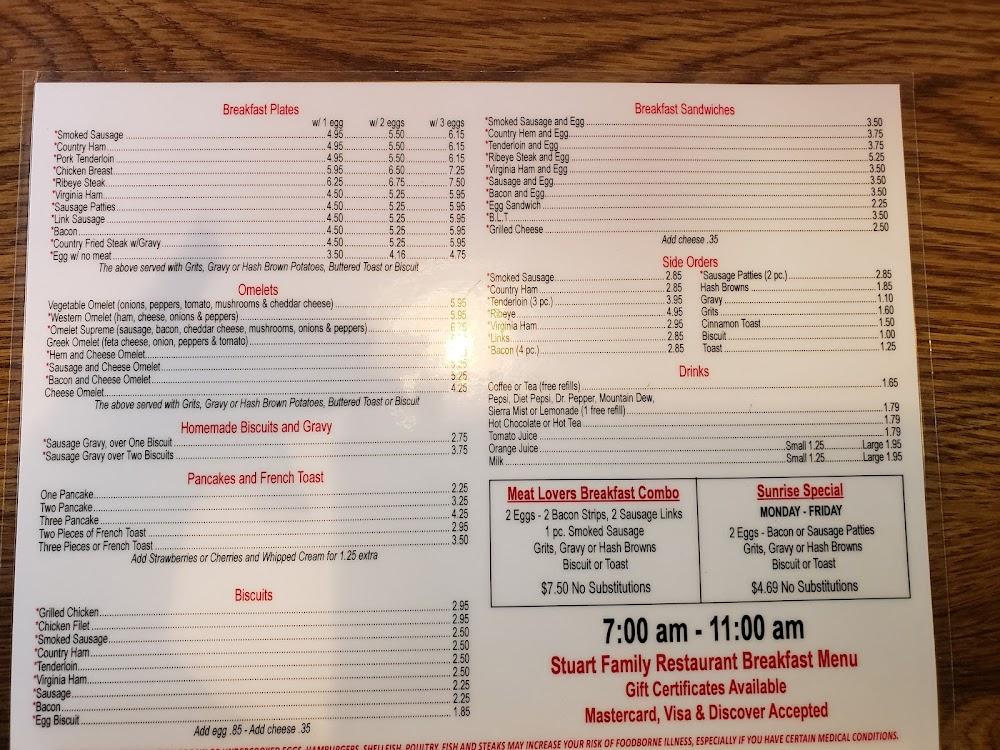 Breakfast Plates
w/ 1 egg w/ 2 eggs w/ 3 eggs
*Smoked Sausage 4.95 5.50 6.15
*Country Ham 4.95 5.50 6.15
*Pork Tenderloin 4.95 5.50 6.15
*Chicken Breast 5.95 6.50 7.25
*Ribeye Steak 6.25 6.75 7.50
*Virginia Ham 4.50 5.25 5.95
*Sausage Patties 4.50 5.25 5.95
*Link Sausage 4.50 5.25 5.95
*Bacon 4.50 5.25 5.95
*Country Fried Steak w/Gravy 4.50 5.25 5.95
*Egg w/ no meat 3.50 4.16 4.75
The above served with Grits, Gravy or Hash Brown Potatoes, Buttered Toast or Biscuit
Omelets
Vegetable Omelet (onions, peppers, tomato, mushrooms & cheddar cheese) 5.95
*Western Omelet (ham, cheese, onions & peppers) 5.95
*Omelet Supreme (sausage, bacon, cheddar cheese, mushrooms, onions & peppers)
Greek Omelet (feta cheese, onion, peppers & tomato)
*Hem and Cheese Omelet
*Sausage and Cheese Omelet
*Bacon and Cheese Omelet 5.25
Cheese Omelet 4.25
The above served with Grits, Gravy or Hash Brown Potatoes, Buttered Toast or Biscuit
Homemade Biscuits and Gravy
*Sausage Gravy, over One Biscuit 2.75
*Sausage Gravy over Two Biscuits 3.75
Pancakes and French Toast
One Pancake 2.25
Two Pancake 3.25
Three Pancake 4.25
Two Pieces of French Toast 2.95
Three Pieces or French Toast 3.50
Add Strawberries or Cherries and Whipped Cream for 1.25 extra
Biscuits
*Grilled Chicken 2.95
*Chicken Filet 2.95
*Smoked Sausage 2.50
*Country Ham 2.50
*Tenderloin 2.50
*Virginia Ham 2.50
*Sausage 2.25
*Bacon 2.25
*Egg Biscuit 1.85
Add egg .85 - Add cheese .35
Breakfast Sandwiches
*Smoked Sausage and Egg 3.50
*Country Hem and Egg 3.75
*Tenderioin and Egg 3.75
*Ribeye Steak and Egg 5.25
*Virginia Ham and Egg 3.50
*Sausage and Egg 3.50
*Bacon and Egg 3.50
*Egg Sandwich 2.25
*B.L.T 3.50
*Grilled Cheese 2.50
Add cheese .35
Side Orders
*Smoked Sausage 2.85
*Country Ham 2.85
*Tenderloin (3 pc.) 3.95
*Ribeye 4.95
*Virginia Ham 2.95
*Links 2.85
*Bacon (4 pc.) 2.85
*Sausage Patties (2 pc.) 2.85
Hash Browns 1.85
Gravy 1.10
Grits 1.60
Cinnamon Toast 1.50
Biscuit 1.00
Toast 1.25
Drinks
Coffee or Tea (free refills) 1.65
Pepsi, Diet Pepsi, Dr. Pepper, Mountain Dew,
Sierra Mist or Lemonade (1 free refill) 1.79
Hot Chocolate or Hot Tea 1.79
Tomato Juice 1.79
Orange Juice Small 1.25 Large 1.95
Milk Small 1.25 Large 1.95
Meat Lovers Breakfast Combo
2 Eggs - 2 Bacon Strips, 2 Sausage Links
1 pc. Smoked Sausage
Grits, Gravy or Hash Browns
Biscuit or Toast
$7.50 No Substitutions
Sunrise Special
MONDAY - FRIDAY
2 Eggs - Bacon or Sausage Patties
Grits, Gravy or Hash Browns
Biscuit or Toast
$4.69 No Substitutions
7:00 am - 11:00 am
Stuart Family Restaurant Breakfast Menu
Gift Certificates Available
Mastercard, Visa & Discover Accepted
UNDERCOOKED EGGS, HAMBURGERS, SHELLFISH, POULTRY, FISH AND STEAKS MAY INCREASE YOUR RISK OF FOODBORNE ILLNESS, ESPECIALLY IF YOU HAVE CERTAIN MEDICAL CONDITIONS.